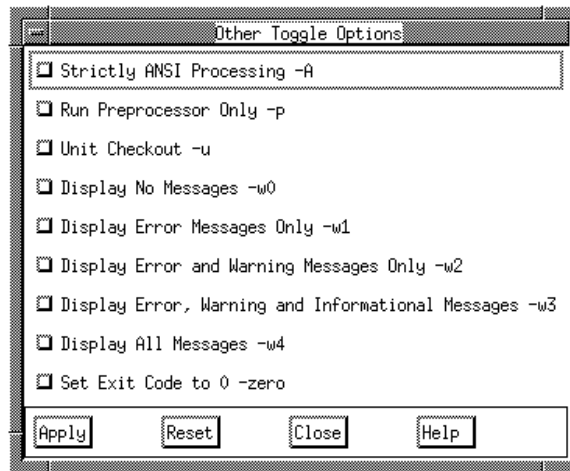 Other Toggle Options
Strictly ANSI Processing -A
Run Preprocessor Only -p
Unit Checkout -u
Display No Messages -w0
Display Error Messages Only -w1
Display Error and Warning Messages Only -w2
Display Error, Warning and Informational Messages -w3
Display All Messages -w4
Set Exit Code to 0 -zero
Apply Reset Close Help